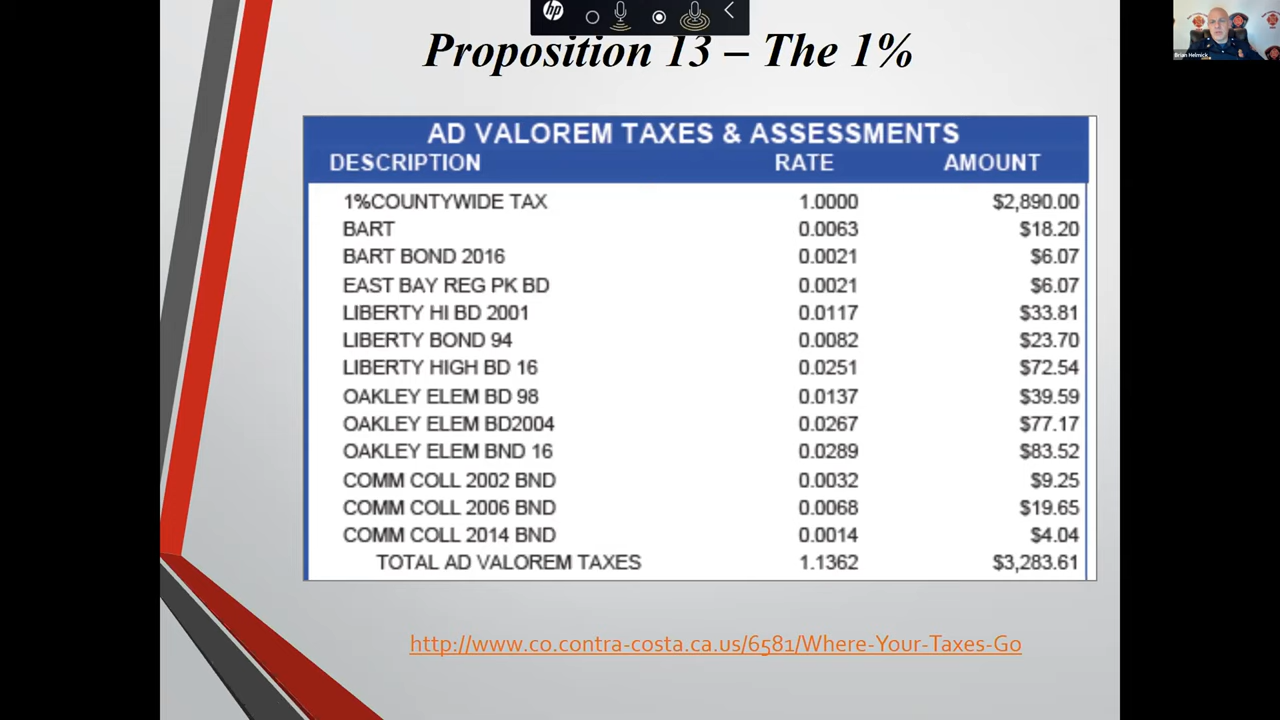 hp
Proposition 13 – The 1%
Brian Helmick
AD VALOREM TAXES & ASSESSMENTS
DESCRIPTION RATE AMOUNT
1%COUNTYWIDE TAX 1.0000 $2,890.00
BART 0.0063 $18.20
BART BOND 2016 0.0021 $6.07
EAST BAY REG PK BD 0.0021 $6.07
LIBERTY HI BD 2001 0.0117 $33.81
LIBERTY BOND 94 0.0082 $23.70
LIBERTY HIGH BD 16 0.0251 $72.54
OAKLEY ELEM BD 98 0.0137 $39.59
OAKLEY ELEM BD2004 0.0267 $77.17
OAKLEY ELEM BND 16 0.0289 $83.52
COMM COLL 2002 BND 0.0032 $9.25
COMM COLL 2006 BND 0.0068 $19.65
COMM COLL 2014 BND 0.0014 $4.04
TOTAL AD VALOREM TAXES 1.1362 $3,283.61
http://www.co.contra-costa.ca.us/6581/Where-Your-Taxes-Go